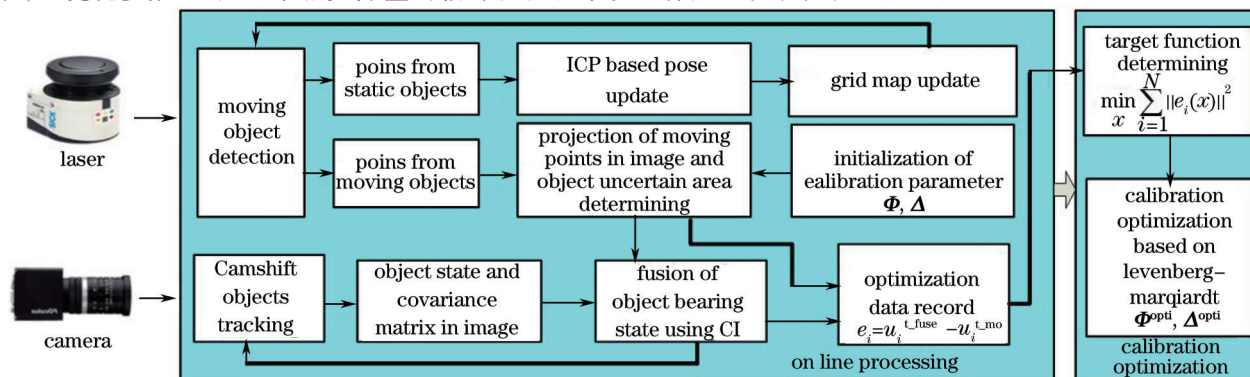 laser
camera
moving
object
detection
poins from
static objects
ICP based pose
update
grid map update
poins from
moving objects
projection of moving
points in image and
object uncertain area
determining
initialization of
ealibration parameter
Φ, Δ
Camshift
objects
tracking
object state and
covariance
matrix in image
fusion of
object bearing
state using CI
optimization
data record
e_i=u_i^{t_fuse} −u_i^{t_mo}
on line processing
target function
determining
min_x ∑_{i=1}^{N} ||e_i(x)||^2
calibration
optimization
based on
levenberg–
marqiardt
Φ^{opti}, Δ^{opti}
calibration
optimization